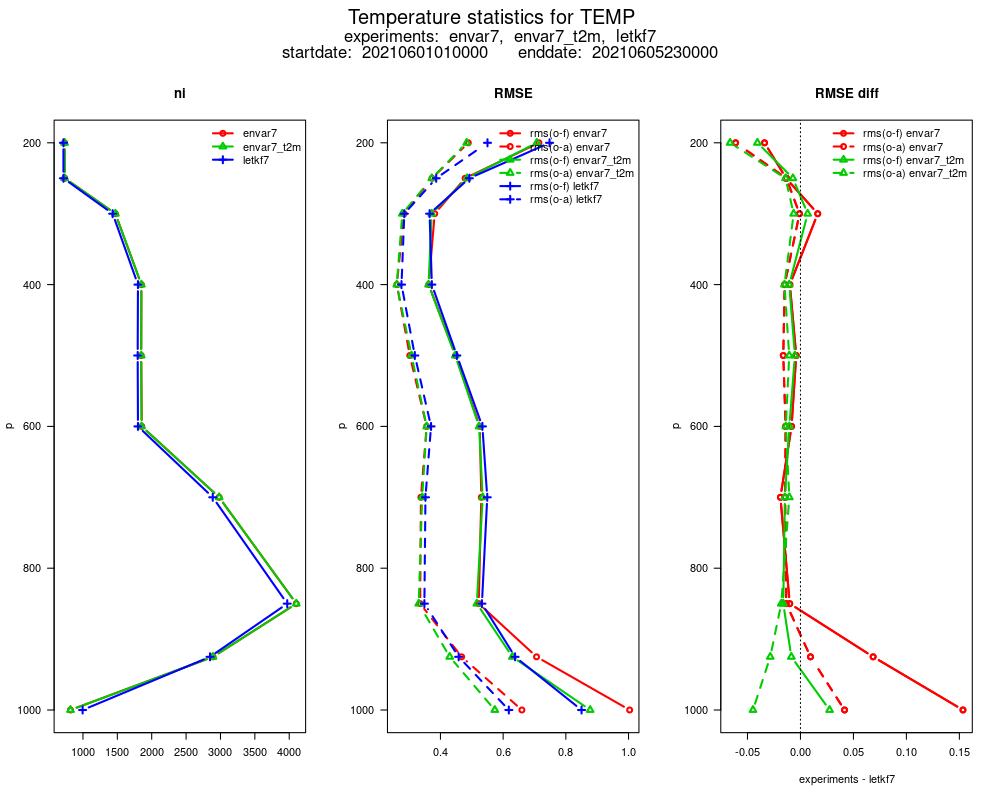 Temperature statistics for TEMP
experiments: envar7, envar7_t2m, letkf7
startdate: 20210601010000 enddate: 20210605230000
ni
envar7
envar7_t2m
letkf7
p
200
400
600
800
1000
1000 1500 2000 2500 3000 3500 4000
RMSE
rms(o-f) envar7
rms(o-a) envar7
rms(o-f) envar7_t2m
rms(o-a) envar7_t2m
rms(o-f) letkf7
rms(o-a) letkf7
p
200
400
600
800
1000
0.4 0.6 0.8 1.0
RMSE diff
rms(o-f) envar7
rms(o-a) envar7
rms(o-f) envar7_t2m
rms(o-a) envar7_t2m
p
200
400
600
800
1000
-0.05 0.00 0.05 0.10 0.15
experiments - letkf7